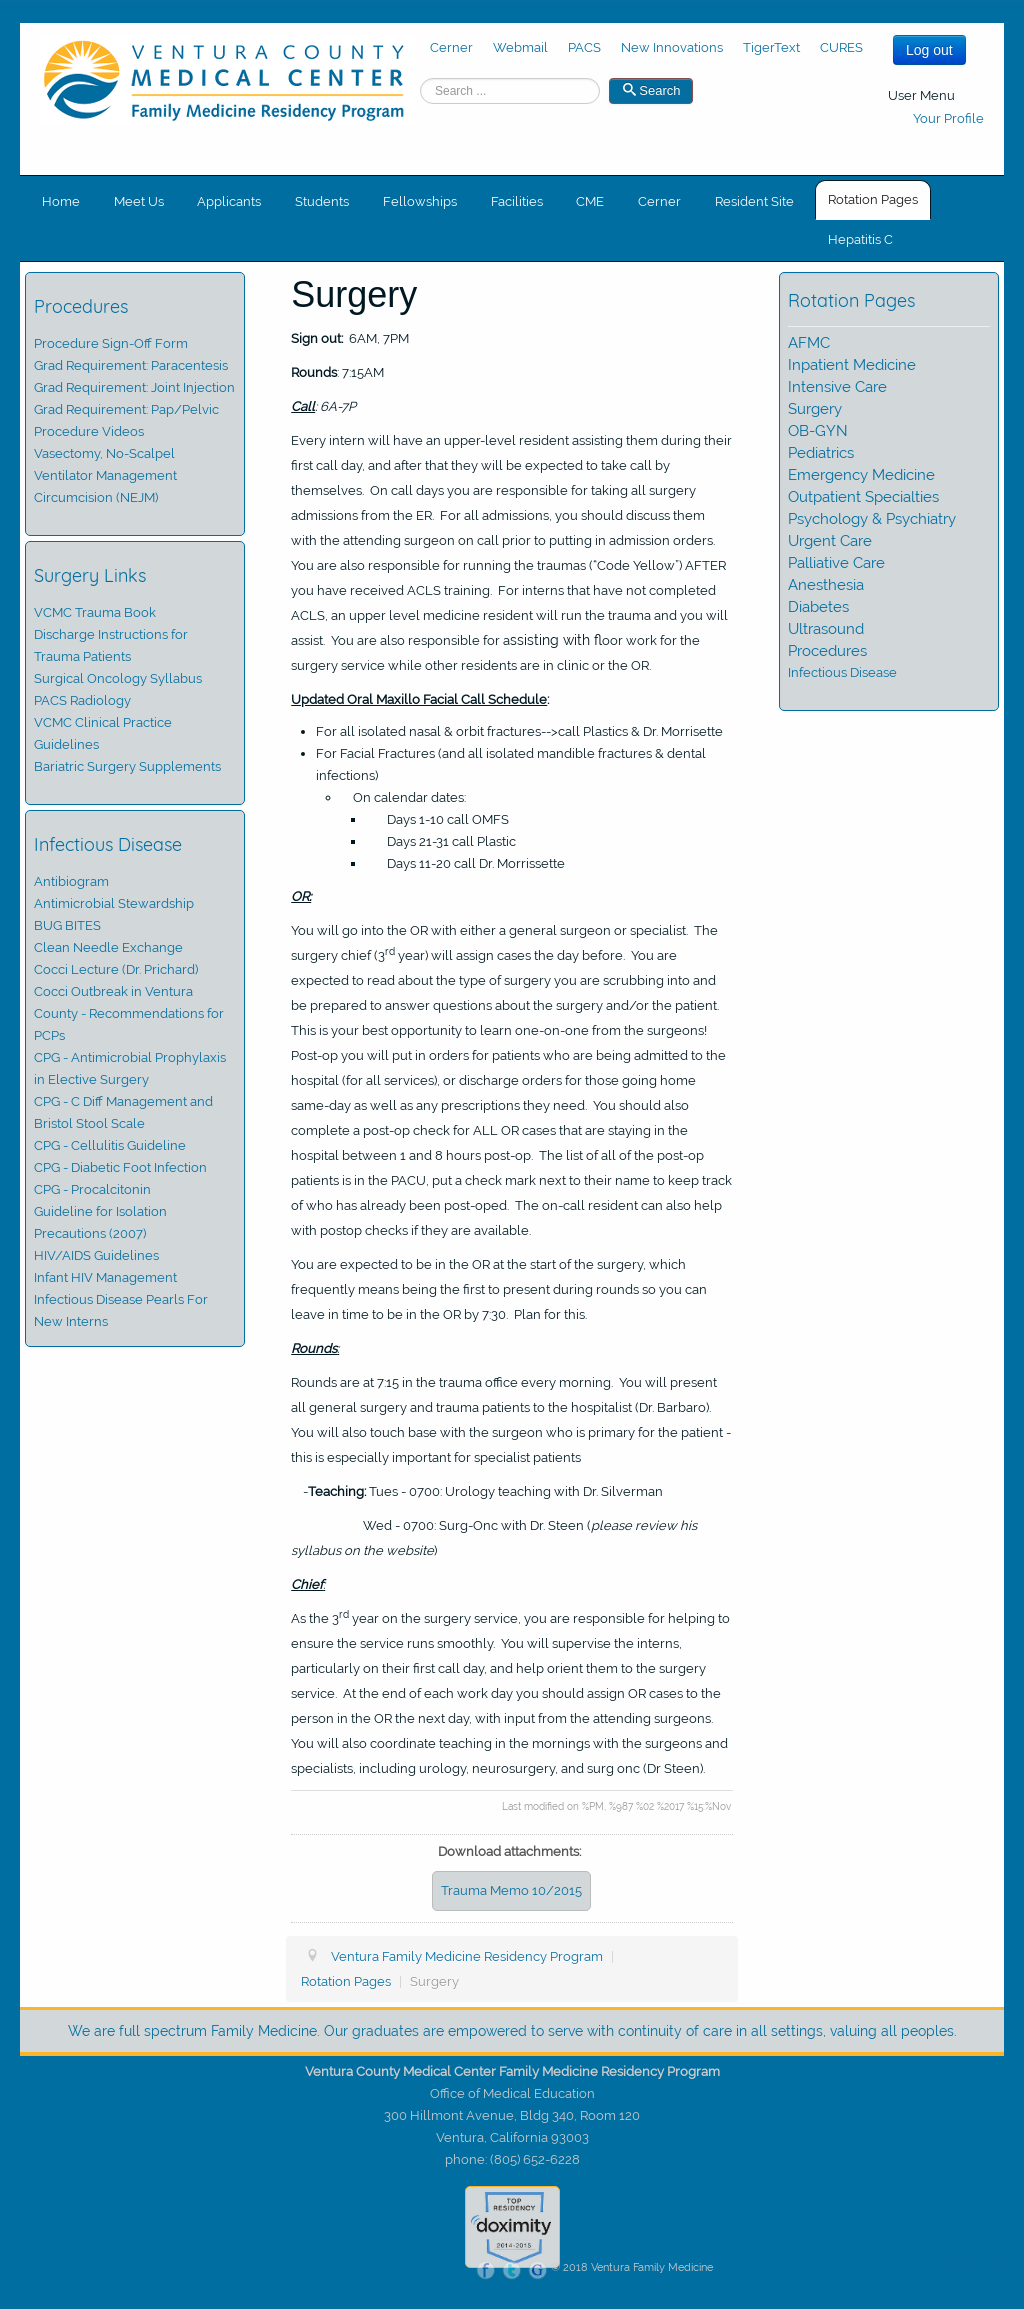 VENTURA COUNTY
MEDICAL CENTER
Family Medicine Residency Program
Cerner Webmail PACS New Innovations TigerText CURES
Search ...
Search
Log out
User Menu
Your Profile
Home Meet Us Applicants Students Fellowships Facilities CME Cerner Resident Site Rotation Pages
Hepatitis C
Procedures
Procedure Sign-Off Form
Grad Requirement: Paracentesis
Grad Requirement: Joint Injection
Grad Requirement: Pap/Pelvic
Procedure Videos
Vasectomy, No-Scalpel
Ventilator Management
Circumcision (NEJM)
Surgery Links
VCMC Trauma Book
Discharge Instructions for
Trauma Patients
Surgical Oncology Syllabus
PACS Radiology
VCMC Clinical Practice
Guidelines
Bariatric Surgery Supplements
Infectious Disease
Antibiogram
Antimicrobial Stewardship
BUG BITES
Clean Needle Exchange
Cocci Lecture (Dr. Prichard)
Cocci Outbreak in Ventura
County - Recommendations for
PCPs
CPG - Antimicrobial Prophylaxis
in Elective Surgery
CPG - C Diff Management and
Bristol Stool Scale
CPG - Cellulitis Guideline
CPG - Diabetic Foot Infection
CPG - Procalcitonin
Guideline for Isolation
Precautions (2007)
HIV/AIDS Guidelines
Infant HIV Management
Infectious Disease Pearls For
New Interns
Surgery
Sign out: 6AM, 7PM
Rounds: 7:15AM
Call: 6A-7P
Every intern will have an upper-level resident assisting them during their
first call day, and after that they will be expected to take call by
themselves. On call days you are responsible for taking all surgery
admissions from the ER. For all admissions, you should discuss them
with the attending surgeon on call prior to putting in admission orders.
You are also responsible for running the traumas (“Code Yellow”) AFTER
you have received ACLS training. For interns that have not completed
ACLS, an upper level medicine resident will run the trauma and you will
assist. You are also responsible for assisting with floor work for the
surgery service while other residents are in clinic or the OR.
Updated Oral Maxillo Facial Call Schedule:
• For all isolated nasal & orbit fractures-->call Plastics & Dr. Morrisette
• For Facial Fractures (and all isolated mandible fractures & dental
infections)
◦ On calendar dates:
▪ Days 1-10 call OMFS
▪ Days 21-31 call Plastic
▪ Days 11-20 call Dr. Morrissette
OR:
You will go into the OR with either a general surgeon or specialist. The
surgery chief (3rd year) will assign cases the day before. You are
expected to read about the type of surgery you are scrubbing into and
be prepared to answer questions about the surgery and/or the patient.
This is your best opportunity to learn one-on-one from the surgeons!
Post-op you will put in orders for patients who are being admitted to the
hospital (for all services), or discharge orders for those going home
same-day as well as any prescriptions they need. You should also
complete a post-op check for ALL OR cases that are staying in the
hospital between 1 and 8 hours post-op. The list of all of the post-op
patients is in the PACU, put a check mark next to their name to keep track
of who has already been post-oped. The on-call resident can also help
with postop checks if they are available.
You are expected to be in the OR at the start of the surgery, which
frequently means being the first to present during rounds so you can
leave in time to be in the OR by 7:30. Plan for this.
Rounds:
Rounds are at 7:15 in the trauma office every morning. You will present
all general surgery and trauma patients to the hospitalist (Dr. Barbaro).
You will also touch base with the surgeon who is primary for the patient -
this is especially important for specialist patients
-Teaching: Tues - 0700: Urology teaching with Dr. Silverman
Wed - 0700: Surg-Onc with Dr. Steen (please review his
syllabus on the website)
Chief:
As the 3rd year on the surgery service, you are responsible for helping to
ensure the service runs smoothly. You will supervise the interns,
particularly on their first call day, and help orient them to the surgery
service. At the end of each work day you should assign OR cases to the
person in the OR the next day, with input from the attending surgeons.
You will also coordinate teaching in the mornings with the surgeons and
specialists, including urology, neurosurgery, and surg onc (Dr Steen).
Last modified on %PM, %987 %02 %2017 %15:%Nov
Download attachments:
Trauma Memo 10/2015
Ventura Family Medicine Residency Program |
Rotation Pages | Surgery
Rotation Pages
AFMC
Inpatient Medicine
Intensive Care
Surgery
OB-GYN
Pediatrics
Emergency Medicine
Outpatient Specialties
Psychology & Psychiatry
Urgent Care
Palliative Care
Anesthesia
Diabetes
Ultrasound
Procedures
Infectious Disease
We are full spectrum Family Medicine. Our graduates are empowered to serve with continuity of care in all settings, valuing all peoples.
Ventura County Medical Center Family Medicine Residency Program
Office of Medical Education
300 Hillmont Avenue, Bldg 340, Room 120
Ventura, California 93003
phone: (805) 652-6228
TOP
RESIDENCY
doximity
2014-2015
f t G © 2018 Ventura Family Medicine